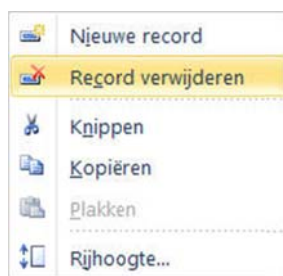 Nieuwe record
Record verwijderen
Knippen
Kopiëren
Plakken
Rijhoogte...